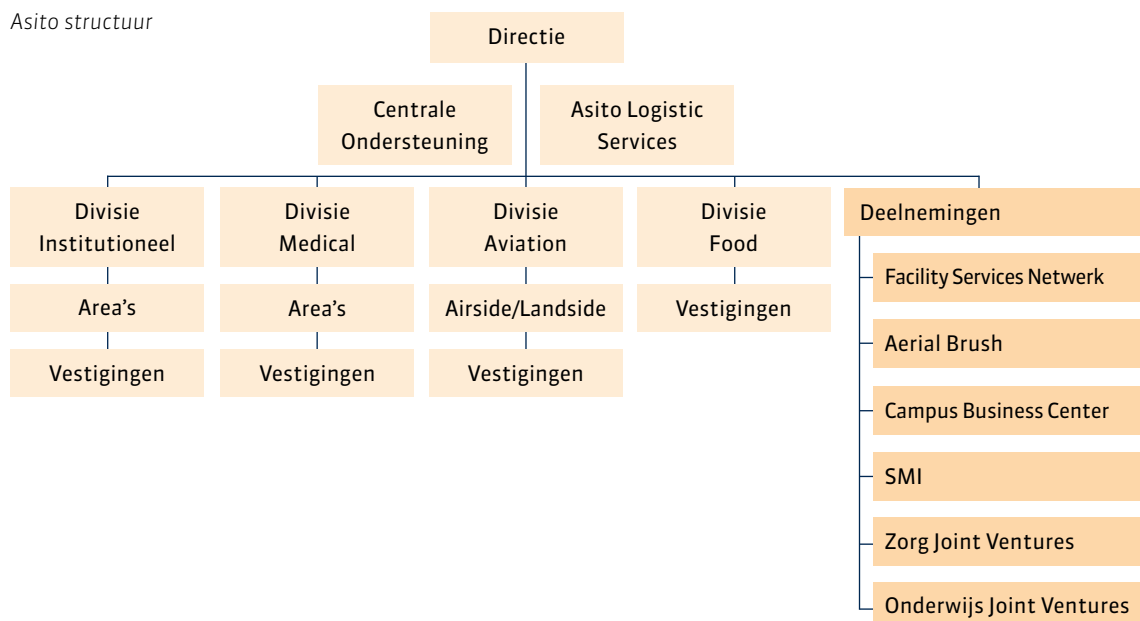 Asito structuur
Directie
Centrale
Ondersteuning
Asito Logistic
Services
Divisie
Institutioneel
Divisie
Medical
Divisie
Aviation
Divisie
Food
Deelnemingen
Area's
Area's
Airside/Landside
Vestigingen
Vestigingen
Vestigingen
Vestigingen
Facility Services Netwerk
Aerial Brush
Campus Business Center
SMI
Zorg Joint Ventures
Onderwijs Joint Ventures